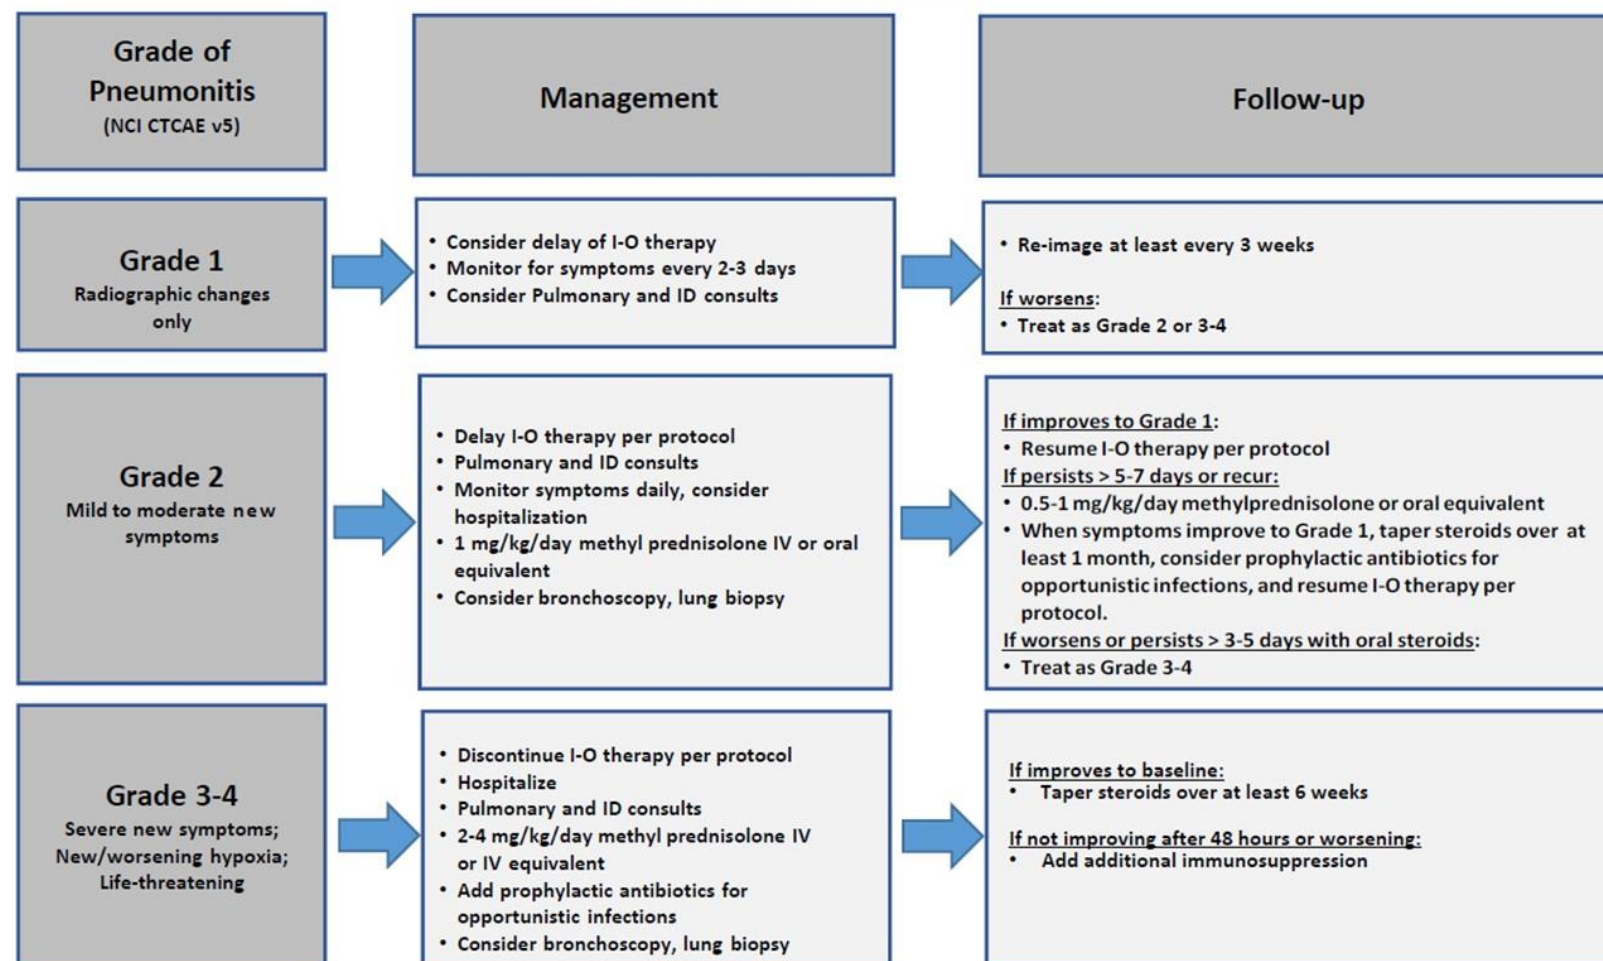 Grade of
Pneumonitis
(NCI CTCAE v5)
Management
Follow-up
Grade 1
Radiographic changes
only
• Consider delay of I-O therapy
• Monitor for symptoms every 2-3 days
• Consider Pulmonary and ID consults
• Re-image at least every 3 weeks
If worsens:
• Treat as Grade 2 or 3-4
Grade 2
Mild to moderate new
symptoms
• Delay I-O therapy per protocol
• Pulmonary and ID consults
• Monitor symptoms daily, consider
hospitalization
• 1 mg/kg/day methyl prednisolone IV or oral
equivalent
• Consider bronchoscopy, lung biopsy
If improves to Grade 1:
• Resume I-O therapy per protocol
If persists > 5-7 days or recur:
• 0.5-1 mg/kg/day methylprednisolone or oral equivalent
• When symptoms improve to Grade 1, taper steroids over at
least 1 month, consider prophylactic antibiotics for
opportunistic infections, and resume I-O therapy per
protocol.
If worsens or persists > 3-5 days with oral steroids:
• Treat as Grade 3-4
Grade 3-4
Severe new symptoms;
New/worsening hypoxia;
Life-threatening
• Discontinue I-O therapy per protocol
• Hospitalize
• Pulmonary and ID consults
• 2-4 mg/kg/day methyl prednisolone IV
or IV equivalent
• Add prophylactic antibiotics for
opportunistic infections
• Consider bronchoscopy, lung biopsy
If improves to baseline:
• Taper steroids over at least 6 weeks
If not improving after 48 hours or worsening:
• Add additional immunosuppression